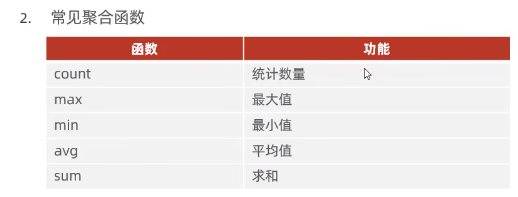 2. 常见聚合函数
函数 功能
count 统计数量
max 最大值
min 最小值
avg 平均值
sum 求和